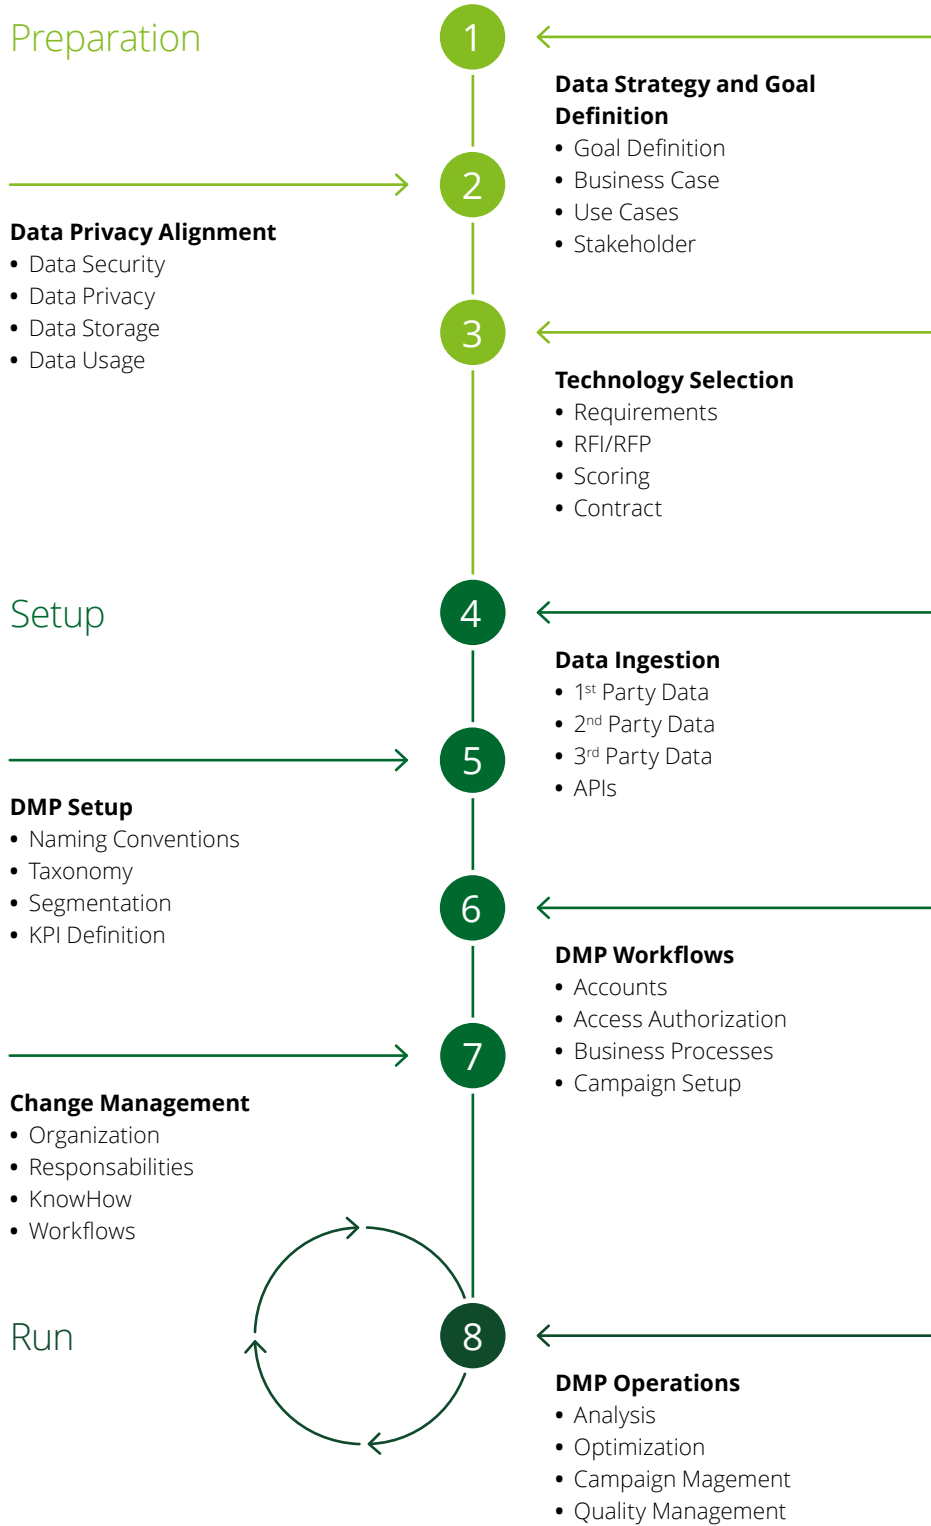 Preparation
1
Data Strategy and Goal
Definition
• Goal Definition
• Business Case
• Use Cases
• Stakeholder
2
Data Privacy Alignment
• Data Security
• Data Privacy
• Data Storage
• Data Usage
3
Technology Selection
• Requirements
• RFI/RFP
• Scoring
• Contract
Setup
4
Data Ingestion
• 1st Party Data
• 2nd Party Data
• 3rd Party Data
• APIs
5
DMP Setup
• Naming Conventions
• Taxonomy
• Segmentation
• KPI Definition
6
DMP Workflows
• Accounts
• Access Authorization
• Business Processes
• Campaign Setup
7
Change Management
• Organization
• Responsabilities
• KnowHow
• Workflows
Run
8
DMP Operations
• Analysis
• Optimization
• Campaign Magement
• Quality Management